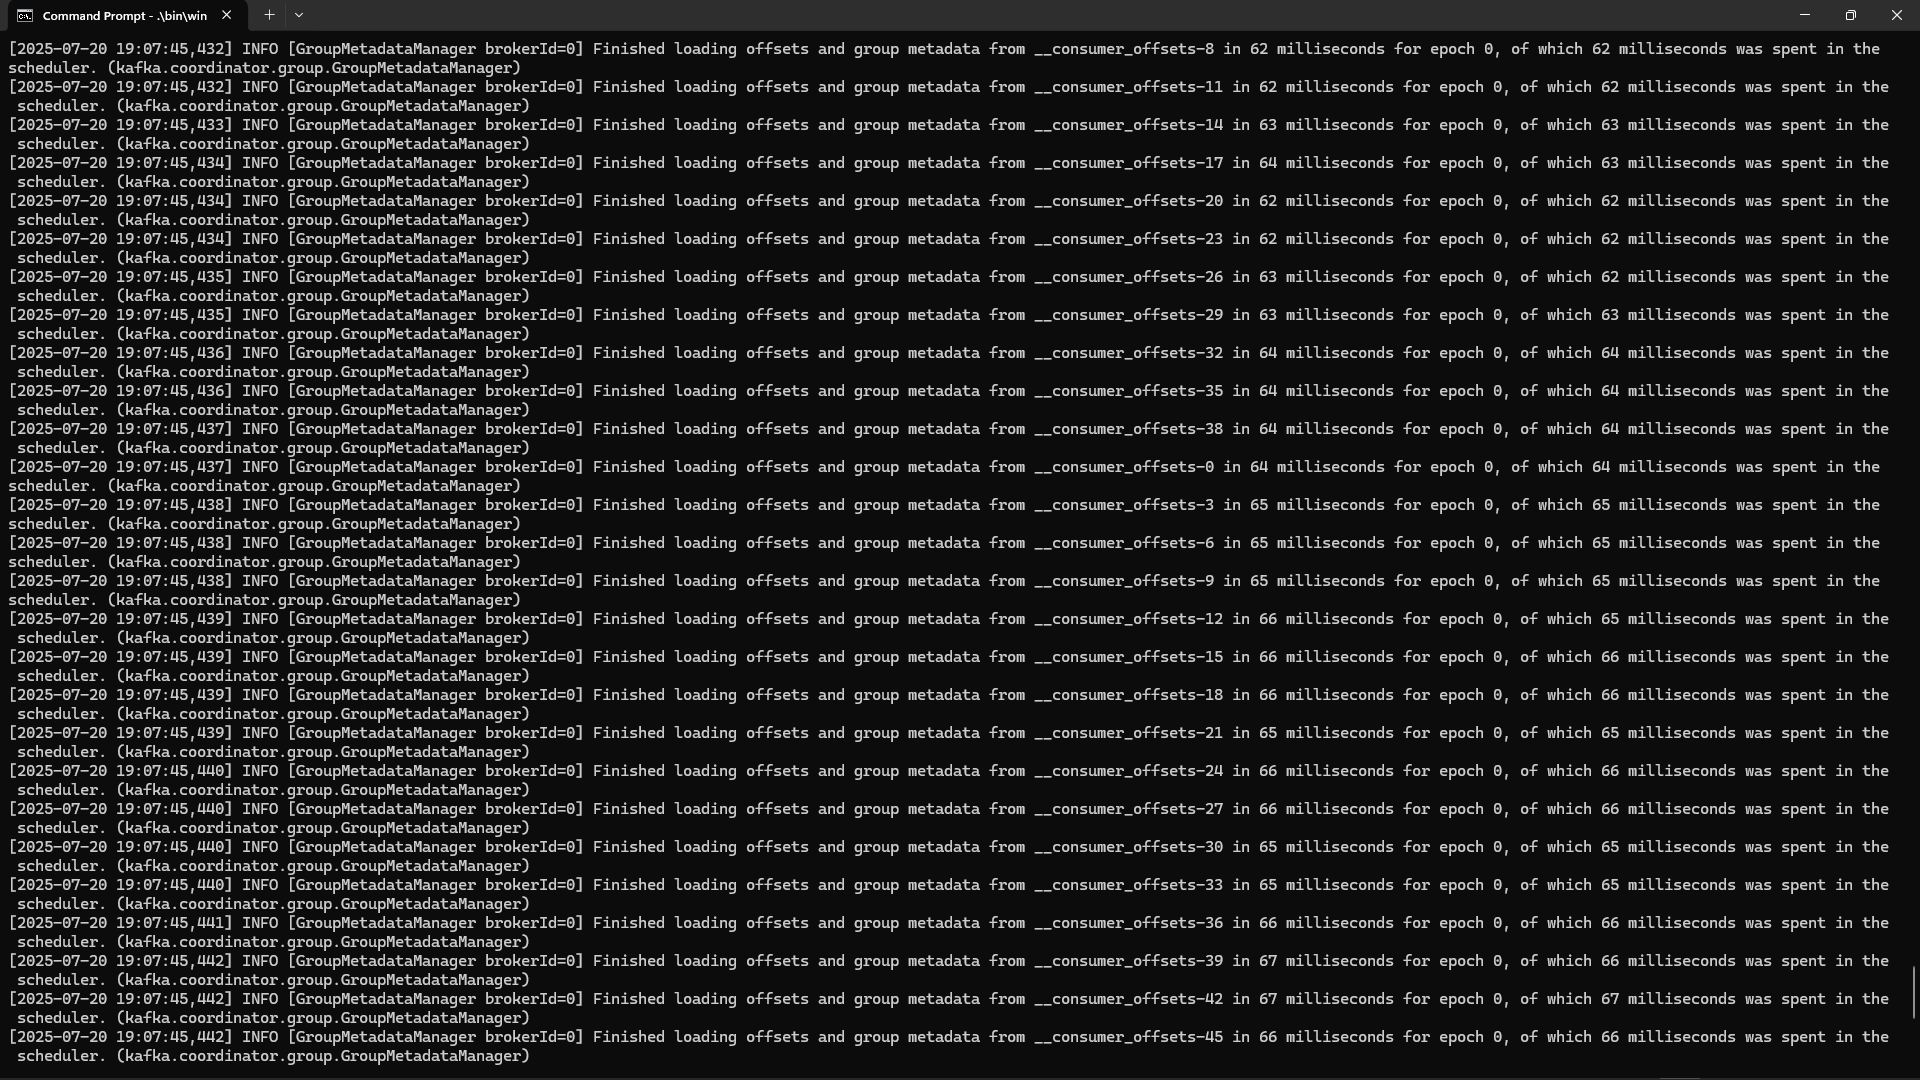 Command Prompt - .\bin\win
[2025-07-20 19:07:45,432] INFO [GroupMetadataManager brokerId=0] Finished loading offsets and group metadata from __consumer_offsets-8 in 62 milliseconds for epoch 0, of which 62 milliseconds was spent in the
scheduler. (kafka.coordinator.group.GroupMetadataManager)
[2025-07-20 19:07:45,432] INFO [GroupMetadataManager brokerId=0] Finished loading offsets and group metadata from __consumer_offsets-11 in 62 milliseconds for epoch 0, of which 62 milliseconds was spent in the
 scheduler. (kafka.coordinator.group.GroupMetadataManager)
[2025-07-20 19:07:45,433] INFO [GroupMetadataManager brokerId=0] Finished loading offsets and group metadata from __consumer_offsets-14 in 63 milliseconds for epoch 0, of which 63 milliseconds was spent in the
 scheduler. (kafka.coordinator.group.GroupMetadataManager)
[2025-07-20 19:07:45,434] INFO [GroupMetadataManager brokerId=0] Finished loading offsets and group metadata from __consumer_offsets-17 in 64 milliseconds for epoch 0, of which 63 milliseconds was spent in the
 scheduler. (kafka.coordinator.group.GroupMetadataManager)
[2025-07-20 19:07:45,434] INFO [GroupMetadataManager brokerId=0] Finished loading offsets and group metadata from __consumer_offsets-20 in 62 milliseconds for epoch 0, of which 62 milliseconds was spent in the
 scheduler. (kafka.coordinator.group.GroupMetadataManager)
[2025-07-20 19:07:45,434] INFO [GroupMetadataManager brokerId=0] Finished loading offsets and group metadata from __consumer_offsets-23 in 62 milliseconds for epoch 0, of which 62 milliseconds was spent in the
 scheduler. (kafka.coordinator.group.GroupMetadataManager)
[2025-07-20 19:07:45,435] INFO [GroupMetadataManager brokerId=0] Finished loading offsets and group metadata from __consumer_offsets-26 in 63 milliseconds for epoch 0, of which 62 milliseconds was spent in the
 scheduler. (kafka.coordinator.group.GroupMetadataManager)
[2025-07-20 19:07:45,435] INFO [GroupMetadataManager brokerId=0] Finished loading offsets and group metadata from __consumer_offsets-29 in 63 milliseconds for epoch 0, of which 63 milliseconds was spent in the
 scheduler. (kafka.coordinator.group.GroupMetadataManager)
[2025-07-20 19:07:45,436] INFO [GroupMetadataManager brokerId=0] Finished loading offsets and group metadata from __consumer_offsets-32 in 64 milliseconds for epoch 0, of which 64 milliseconds was spent in the
 scheduler. (kafka.coordinator.group.GroupMetadataManager)
[2025-07-20 19:07:45,436] INFO [GroupMetadataManager brokerId=0] Finished loading offsets and group metadata from __consumer_offsets-35 in 64 milliseconds for epoch 0, of which 64 milliseconds was spent in the
 scheduler. (kafka.coordinator.group.GroupMetadataManager)
[2025-07-20 19:07:45,437] INFO [GroupMetadataManager brokerId=0] Finished loading offsets and group metadata from __consumer_offsets-38 in 64 milliseconds for epoch 0, of which 64 milliseconds was spent in the
 scheduler. (kafka.coordinator.group.GroupMetadataManager)
[2025-07-20 19:07:45,437] INFO [GroupMetadataManager brokerId=0] Finished loading offsets and group metadata from __consumer_offsets-0 in 64 milliseconds for epoch 0, of which 64 milliseconds was spent in the
scheduler. (kafka.coordinator.group.GroupMetadataManager)
[2025-07-20 19:07:45,438] INFO [GroupMetadataManager brokerId=0] Finished loading offsets and group metadata from __consumer_offsets-3 in 65 milliseconds for epoch 0, of which 65 milliseconds was spent in the
scheduler. (kafka.coordinator.group.GroupMetadataManager)
[2025-07-20 19:07:45,438] INFO [GroupMetadataManager brokerId=0] Finished loading offsets and group metadata from __consumer_offsets-6 in 65 milliseconds for epoch 0, of which 65 milliseconds was spent in the
scheduler. (kafka.coordinator.group.GroupMetadataManager)
[2025-07-20 19:07:45,438] INFO [GroupMetadataManager brokerId=0] Finished loading offsets and group metadata from __consumer_offsets-9 in 65 milliseconds for epoch 0, of which 65 milliseconds was spent in the
scheduler. (kafka.coordinator.group.GroupMetadataManager)
[2025-07-20 19:07:45,439] INFO [GroupMetadataManager brokerId=0] Finished loading offsets and group metadata from __consumer_offsets-12 in 66 milliseconds for epoch 0, of which 65 milliseconds was spent in the
 scheduler. (kafka.coordinator.group.GroupMetadataManager)
[2025-07-20 19:07:45,439] INFO [GroupMetadataManager brokerId=0] Finished loading offsets and group metadata from __consumer_offsets-15 in 66 milliseconds for epoch 0, of which 66 milliseconds was spent in the
 scheduler. (kafka.coordinator.group.GroupMetadataManager)
[2025-07-20 19:07:45,439] INFO [GroupMetadataManager brokerId=0] Finished loading offsets and group metadata from __consumer_offsets-18 in 66 milliseconds for epoch 0, of which 66 milliseconds was spent in the
 scheduler. (kafka.coordinator.group.GroupMetadataManager)
[2025-07-20 19:07:45,439] INFO [GroupMetadataManager brokerId=0] Finished loading offsets and group metadata from __consumer_offsets-21 in 65 milliseconds for epoch 0, of which 65 milliseconds was spent in the
 scheduler. (kafka.coordinator.group.GroupMetadataManager)
[2025-07-20 19:07:45,440] INFO [GroupMetadataManager brokerId=0] Finished loading offsets and group metadata from __consumer_offsets-24 in 66 milliseconds for epoch 0, of which 66 milliseconds was spent in the
 scheduler. (kafka.coordinator.group.GroupMetadataManager)
[2025-07-20 19:07:45,440] INFO [GroupMetadataManager brokerId=0] Finished loading offsets and group metadata from __consumer_offsets-27 in 66 milliseconds for epoch 0, of which 66 milliseconds was spent in the
 scheduler. (kafka.coordinator.group.GroupMetadataManager)
[2025-07-20 19:07:45,440] INFO [GroupMetadataManager brokerId=0] Finished loading offsets and group metadata from __consumer_offsets-30 in 65 milliseconds for epoch 0, of which 65 milliseconds was spent in the
 scheduler. (kafka.coordinator.group.GroupMetadataManager)
[2025-07-20 19:07:45,440] INFO [GroupMetadataManager brokerId=0] Finished loading offsets and group metadata from __consumer_offsets-33 in 65 milliseconds for epoch 0, of which 65 milliseconds was spent in the
 scheduler. (kafka.coordinator.group.GroupMetadataManager)
[2025-07-20 19:07:45,441] INFO [GroupMetadataManager brokerId=0] Finished loading offsets and group metadata from __consumer_offsets-36 in 66 milliseconds for epoch 0, of which 66 milliseconds was spent in the
 scheduler. (kafka.coordinator.group.GroupMetadataManager)
[2025-07-20 19:07:45,442] INFO [GroupMetadataManager brokerId=0] Finished loading offsets and group metadata from __consumer_offsets-39 in 67 milliseconds for epoch 0, of which 66 milliseconds was spent in the
 scheduler. (kafka.coordinator.group.GroupMetadataManager)
[2025-07-20 19:07:45,442] INFO [GroupMetadataManager brokerId=0] Finished loading offsets and group metadata from __consumer_offsets-42 in 67 milliseconds for epoch 0, of which 67 milliseconds was spent in the
 scheduler. (kafka.coordinator.group.GroupMetadataManager)
[2025-07-20 19:07:45,442] INFO [GroupMetadataManager brokerId=0] Finished loading offsets and group metadata from __consumer_offsets-45 in 66 milliseconds for epoch 0, of which 66 milliseconds was spent in the
 scheduler. (kafka.coordinator.group.GroupMetadataManager)